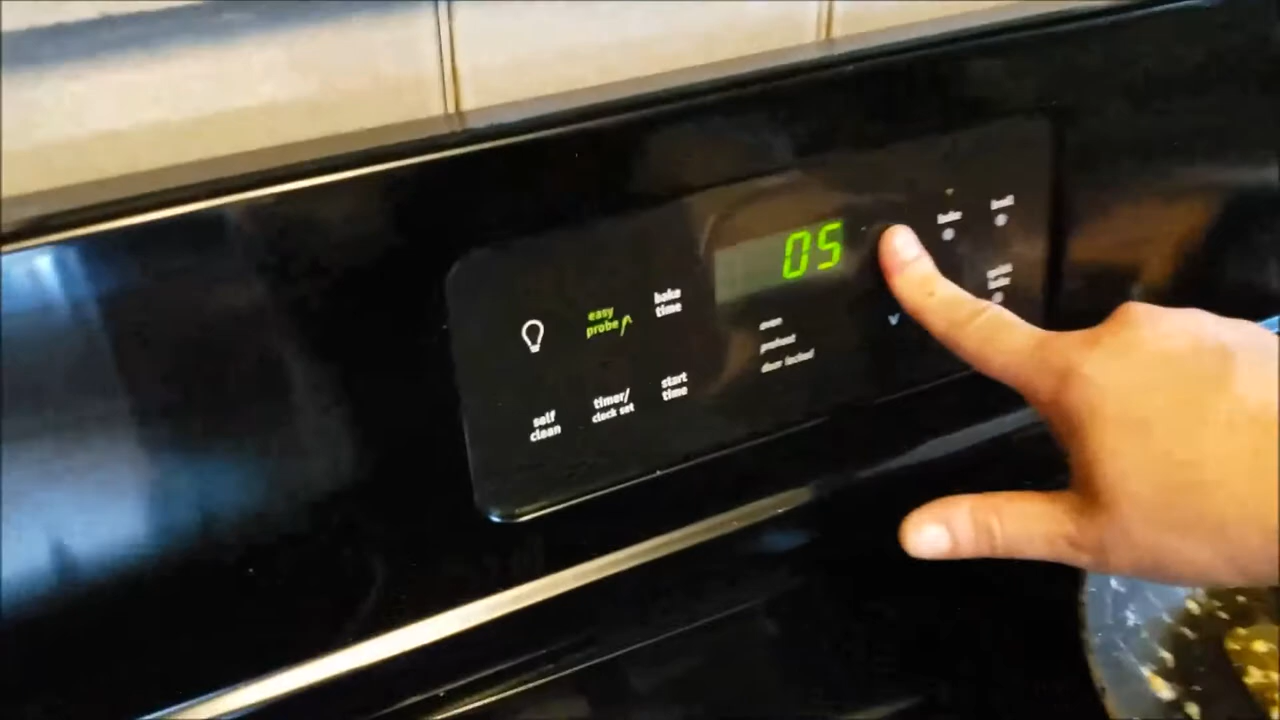 05
bake
broil
easy
probe
bake
time
oven
preheat
door locked
self
clean
timer/
clock set
start
time